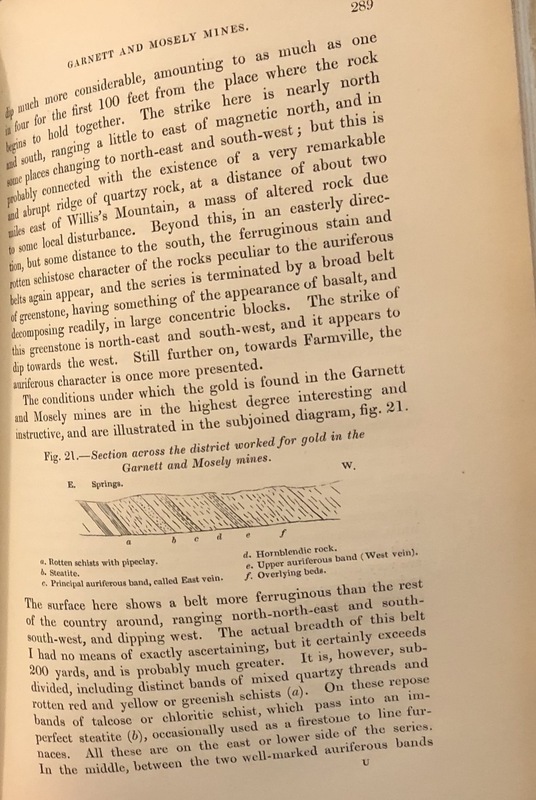 289
GARNETT AND MOSELY MINES.
dip much more considerable, amounting to as much as one
in four for the first 100 feet from the place where the rock
begins to hold together. The strike here is nearly north
and south, ranging a little to east of magnetic north, and in
some places changing to north-east and south-west; but this is
probably connected with the existence of a very remarkable
and abrupt ridge of quartzy rock, at a distance of about two
miles east of Willis's Mountain, a mass of altered rock due
to some local disturbance. Beyond this, in an easterly direc-
tion, but some distance to the south, the ferruginous stain and
rotten schistose character of the rocks peculiar to the auriferous
belts again appear, and the series is terminated by a broad belt
of greenstone, having something of the appearance of basalt, and
decomposing readily, in large concentric blocks. The strike of
this greenstone is north-east and south-west, and it appears to
dip towards the west. Still further on, towards Farmville, the
auriferous character is once more presented.
The conditions under which the gold is found in the Garnett
and Mosely mines are in the highest degree interesting and
instructive, and are illustrated in the subjoined diagram, fig. 21.
Fig. 21.—Section across the district worked for gold in the
Garnett and Mosely mines.
E. Springs. W.
a b c d e f
a. Rotten schists with pipeclay.
b. Steatite.
c. Principal auriferous band, called East vein.
d. Hornblendic rock.
e. Upper auriferous band (West vein).
f. Overlying beds.
The surface here shows a belt more ferruginous than the rest
of the country around, ranging north-north-east and south-
south-west, and dipping west. The actual breadth of this belt
I had no means of exactly ascertaining, but it certainly exceeds
200 yards, and is probably much greater. It is, however, sub-
divided, including distinct bands of mixed quartzy threads and
rotten red and yellow or greenish schists (a). On these repose
bands of talcose or chloritic schist, which pass into an im-
perfect steatite (b), occasionally used as a firestone to line fur-
naces. All these are on the east or lower side of the series.
In the middle, between the two well-marked auriferous bands
U